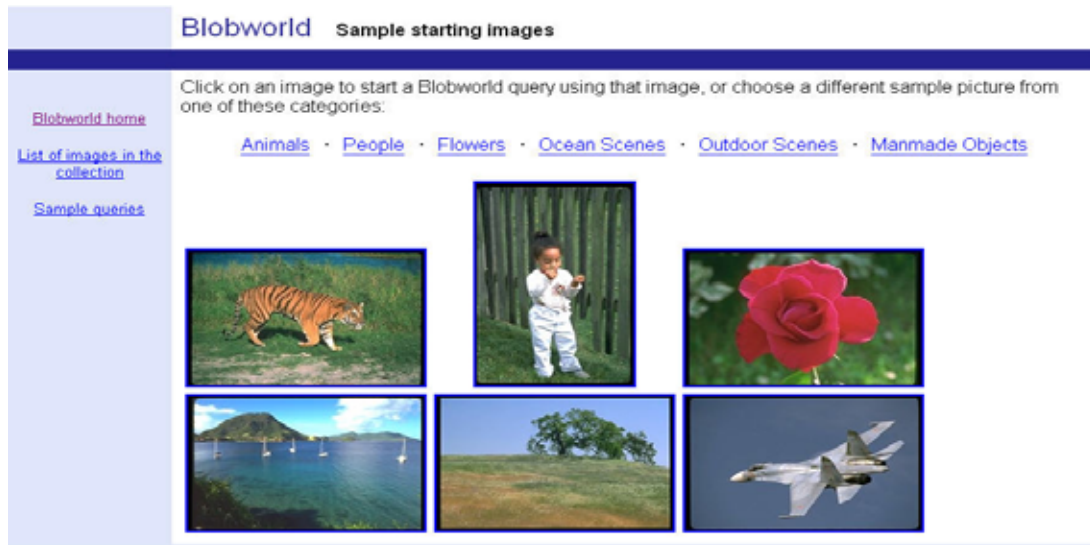 Blobworld Sample starting images
Click on an image to start a Blobworld query using that image, or choose a different sample picture from
one of these categories:
Animals · People · Flowers · Ocean Scenes · Outdoor Scenes · Manmade Objects
Blobworld home
List of images in the
collection
Sample queries